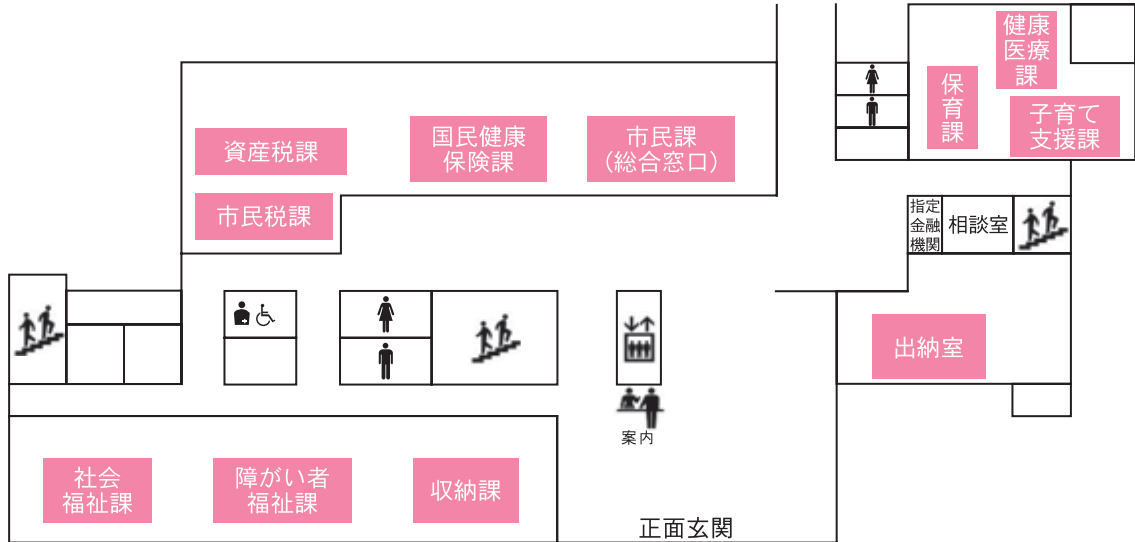 健康
医療
課
保
育
課
子育て
支援課
資産税課
国民健康
保険課
市民課
（総合窓口）
市民税課
指定
金融
機関
相談室
出納室
案内
社会
福祉課
障がい者
福祉課
収納課
正面玄関